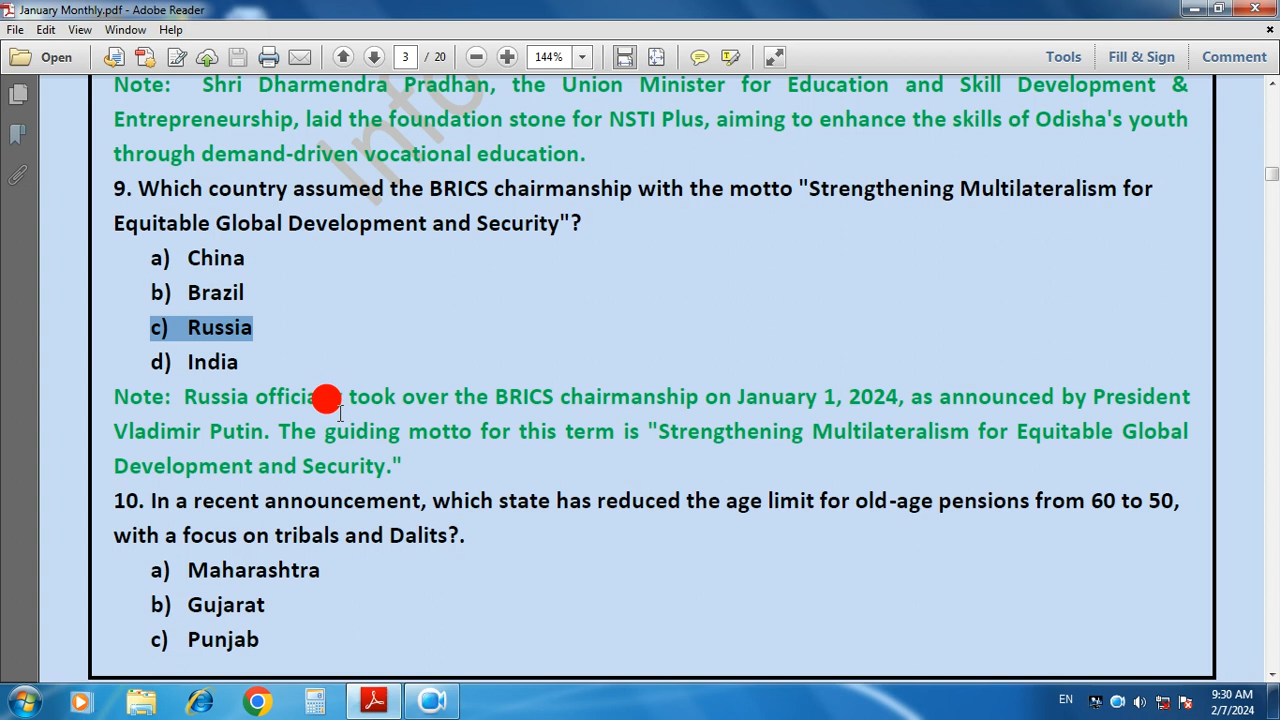 January Monthly.pdf - Adobe Reader
File Edit View Window Help
Open 3 / 20 144% Tools Fill & Sign Comment
Note: Shri Dharmendra Pradhan, the Union Minister for Education and Skill Development &
Entrepreneurship, laid the foundation stone for NSTI Plus, aiming to enhance the skills of Odisha's youth
through demand-driven vocational education.
9. Which country assumed the BRICS chairmanship with the motto "Strengthening Multilateralism for
Equitable Global Development and Security"?
a) China
b) Brazil
c) Russia
d) India
Note: Russia took over the BRICS chairmanship on January 1, 2024, as announced by President
Vladimir Putin. The guiding motto for this term is "Strengthening Multilateralism for Equitable Global
Development and Security."
10. In a recent announcement, which state has reduced the age limit for old-age pensions from 60 to 50,
with a focus on tribals and Dalits?.
a) Maharashtra
b) Gujarat
c) Punjab
EN 9:30 AM
2/7/2024